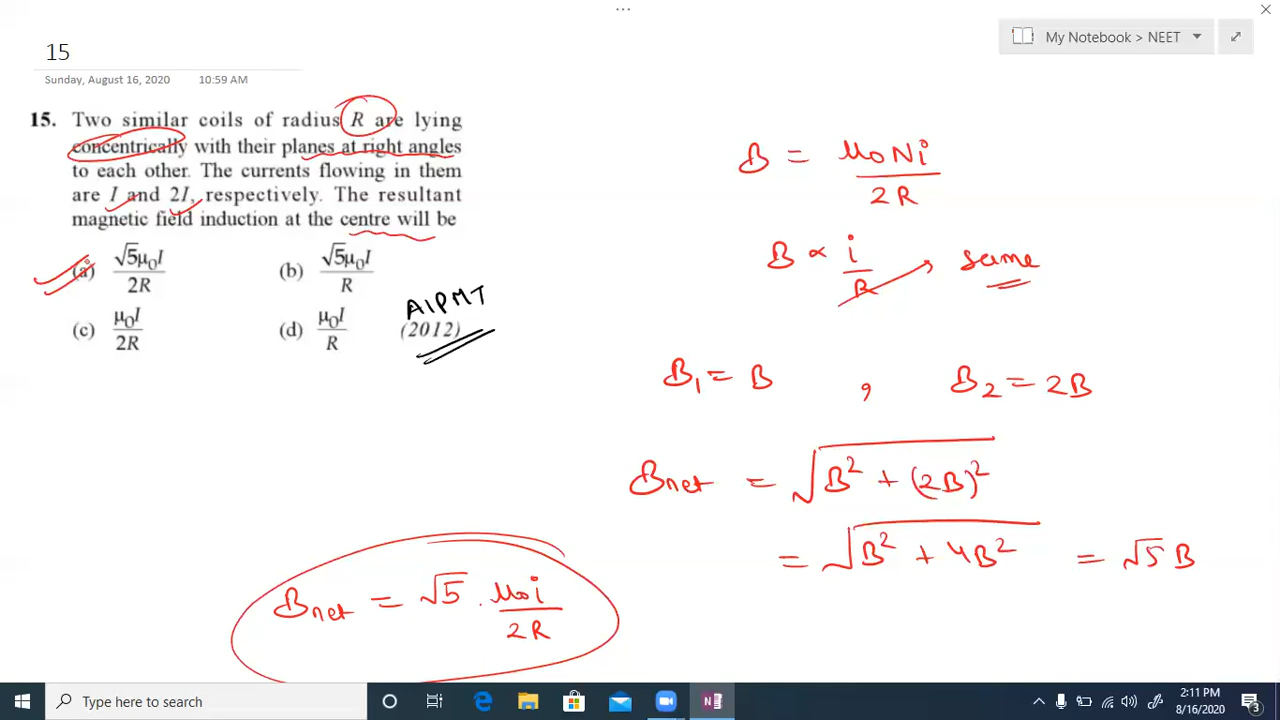 ...
15
My Notebook > NEET
Sunday, August 16, 2020 10:59 AM
15. Two similar coils of radius R are lying
concentrically with their planes at right angles
to each other. The currents flowing in them
are I and 2I, respectively. The resultant
magnetic field induction at the centre will be
(a) √5μ₀I / 2R (b) √5μ₀I / R
(c) μ₀I / 2R (d) μ₀I / R AIPMT (2012)
B = μ₀Ni / 2R
B ∝ i / R → same
B₁ = B , B₂ = 2B
Bnet = √(B² + (2B)²)
= √(B² + 4B²) = √5 B
Bnet = √5 . μ₀i / 2R
Type here to search
N
2:11 PM
8/16/2020
3